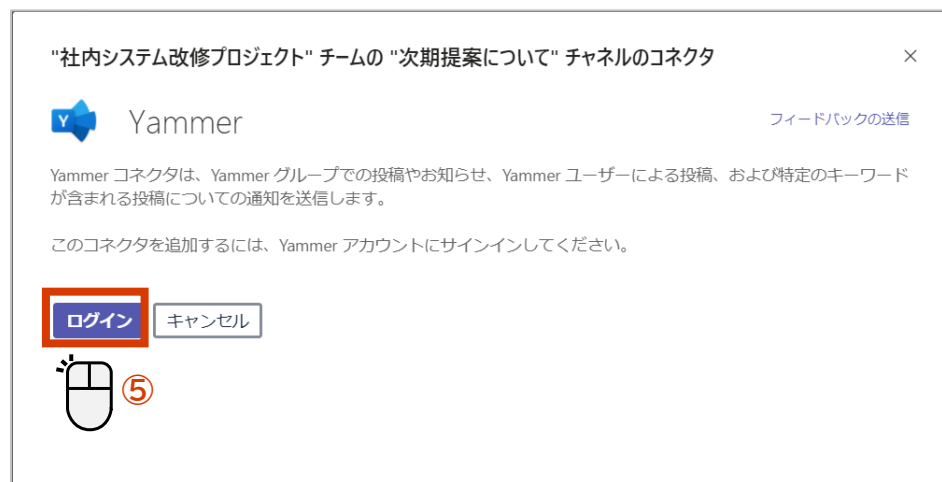 "社内システム改修プロジェクト" チームの "次期提案について" チャネルのコネクタ
Y
Yammer
フィードバックの送信
Yammer コネクタは、Yammer グループでの投稿やお知らせ、Yammer ユーザーによる投稿、および特定のキーワード
が含まれる投稿についての通知を送信します。
このコネクタを追加するには、Yammer アカウントにサインインしてください。
ログイン
キャンセル
⑤